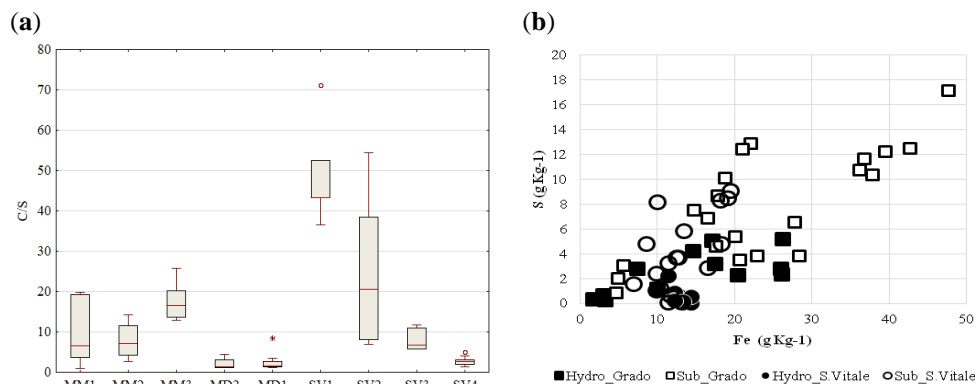 (a)
(b)
80
70
60
50
40
30
20
10
0
C/S
MM1 MM2 MM3 MD2 MD1 SV1 SV2 SV3 SV4
20
18
16
14
12
10
8
6
4
2
0
S (g Kg-1)
0 10 20 30 40 50
Fe (g Kg-1)
Hydro_Grado Sub_Grado Hydro_S.Vitale Sub_S.Vitale